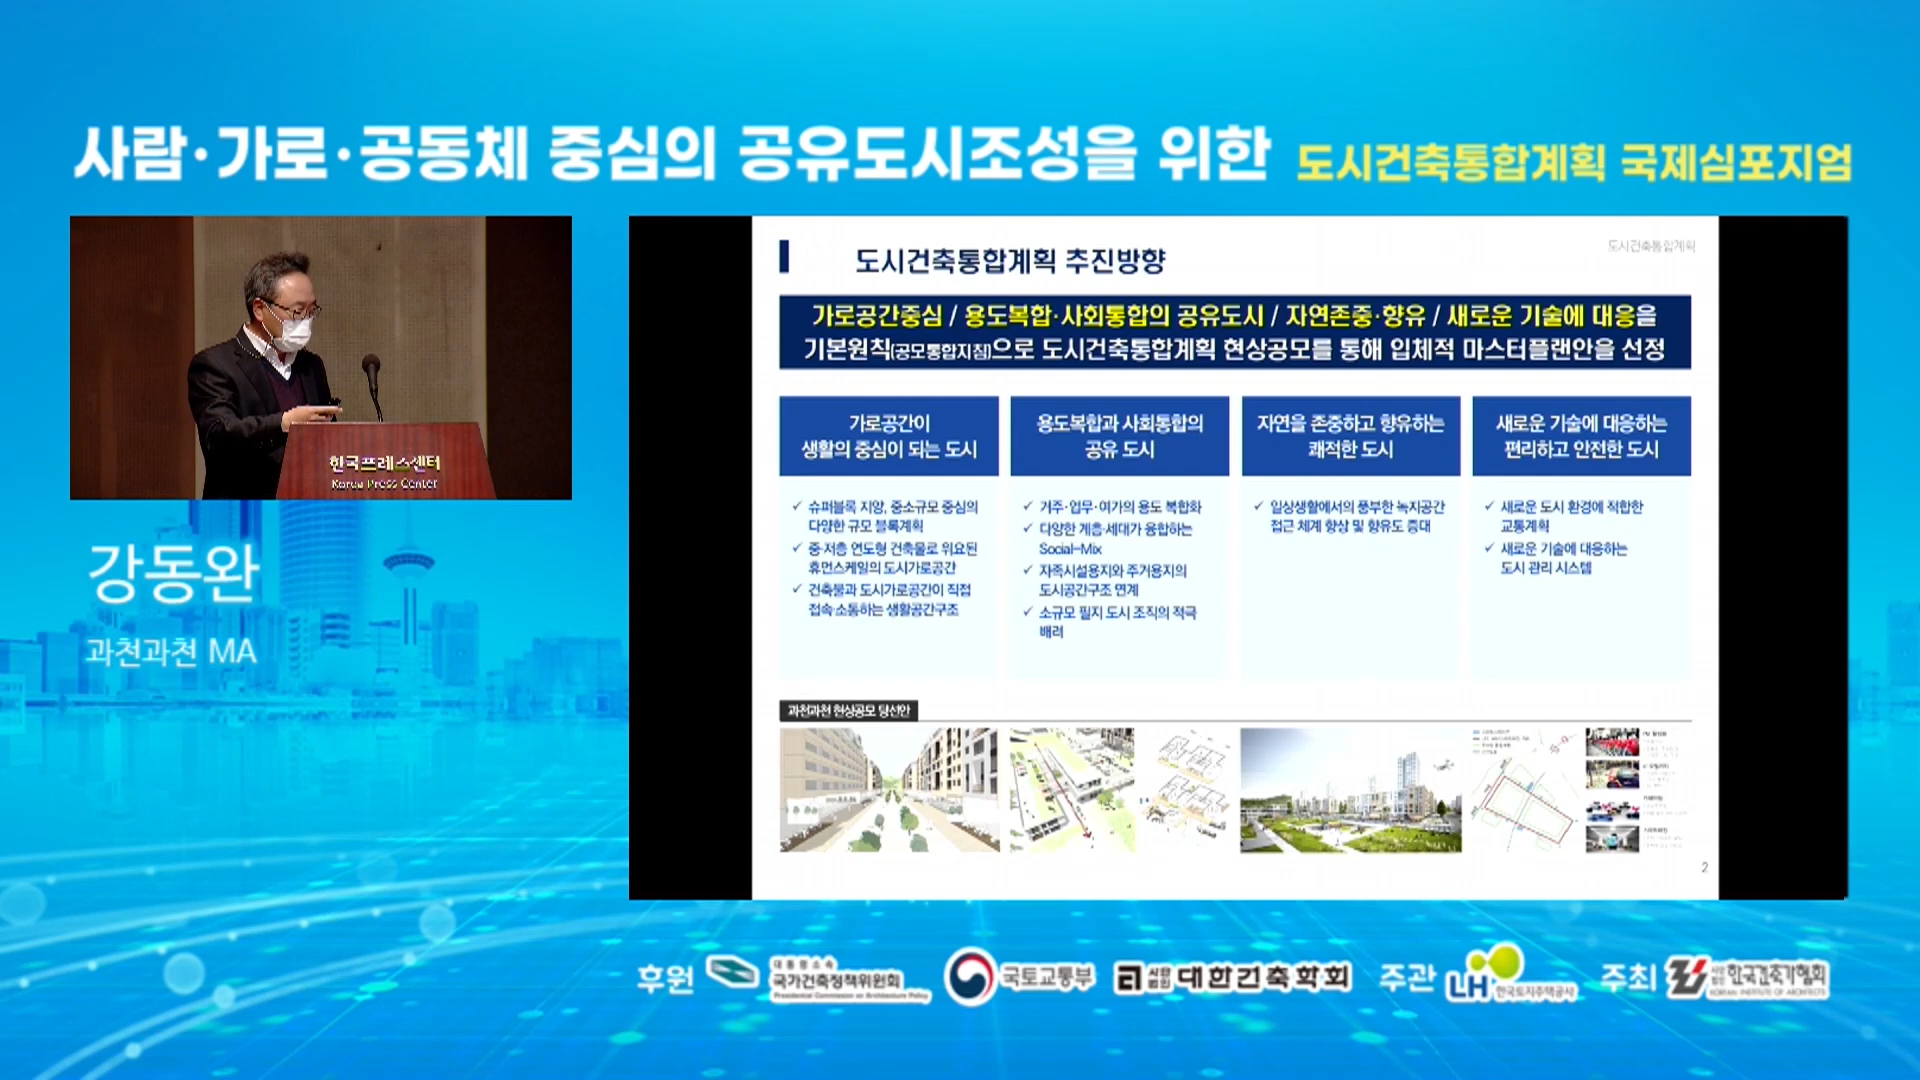 사람·가로·공동체 중심의 공유도시조성을 위한 도시건축통합계획 국제심포지엄
한국프레스센터
Korea Press Center
강동완
과천과천 MA
도시건축통합계획 추진방향
도시건축통합계획
가로공간중심 / 용도복합·사회통합의 공유도시 / 자연존중·향유 / 새로운 기술에 대응을
기본원칙(공모통합지침)으로 도시건축통합계획 현상공모를 통해 입체적 마스터플랜안을 선정
가로공간이
생활의 중심이 되는 도시
✓ 슈퍼블록 지양, 중소규모 중심의
다양한 규모 블록계획
✓ 중·저층 연도형 건축물로 위요된
휴먼스케일의 도시가로공간
✓ 건축물과 도시가로공간이 직접
접속·소통하는 생활공간구조
용도복합과 사회통합의
공유 도시
✓ 거주·업무·여가의 용도 복합화
✓ 다양한 계층·세대가 융합하는
Social-Mix
✓ 자족시설용지와 주거용지의
도시공간구조 연계
✓ 소규모 필지 도시 조직의 적극
배려
자연을 존중하고 향유하는
쾌적한 도시
✓ 일상생활에서의 풍부한 녹지공간
접근 체계 향상 및 향유도 증대
새로운 기술에 대응하는
편리하고 안전한 도시
✓ 새로운 도시 환경에 적합한
교통계획
✓ 새로운 기술에 대응하는
도시 관리 시스템
과천과천 현상공모 당선안
2
후원 대통령소속 국가건축정책위원회 국토교통부 사단법인 대한건축학회 주관 LH 한국토지주택공사 주최 사단법인 한국건축가협회
Presidential Commission on Architecture Policy
KOREAN INSTITUTE OF ARCHITECTS